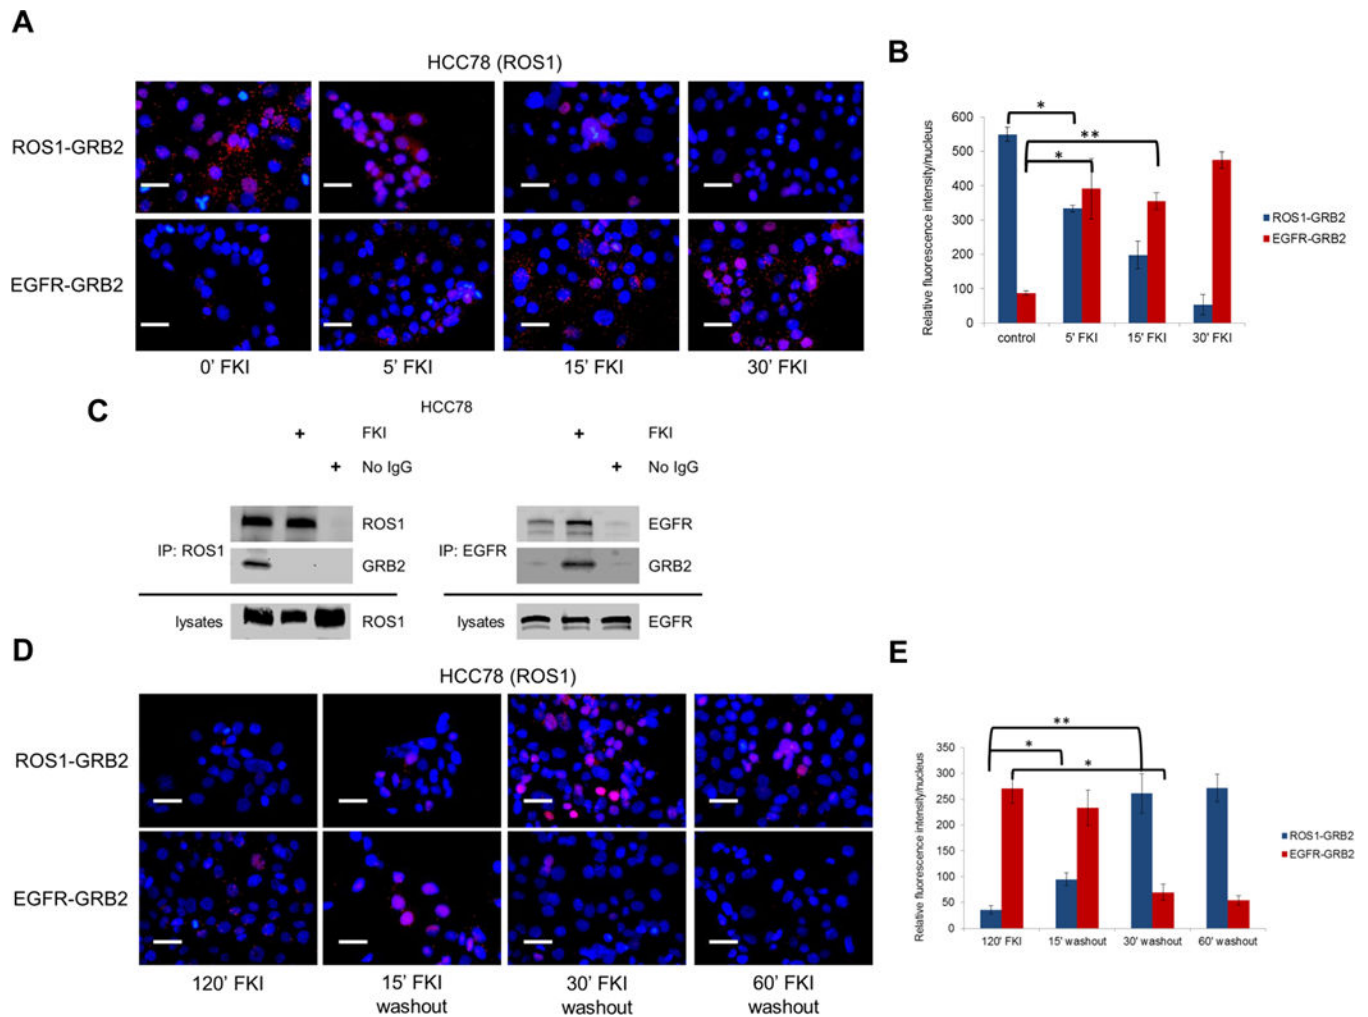 A
HCC78 (ROS1)
ROS1-GRB2
EGFR-GRB2
0' FKI 5' FKI 15' FKI 30' FKI
B
Relative fluorescence intensity/nucleus
600
500
400
300
200
100
0
* ** *
control 5' FKI 15' FKI 30' FKI
ROS1-GRB2
EGFR-GRB2
C
HCC78
+ FKI
+ No IgG
IP: ROS1
ROS1
GRB2
lysates ROS1
+ FKI
+ No IgG
IP: EGFR
EGFR
GRB2
lysates EGFR
D
HCC78 (ROS1)
ROS1-GRB2
EGFR-GRB2
120' FKI 15' FKI washout 30' FKI washout 60' FKI washout
E
Relative fluorescence intensity/nucleus
350
300
250
200
150
100
50
0
** * *
120' FKI 15' washout 30' washout 60' washout
ROS1-GRB2
EGFR-GRB2